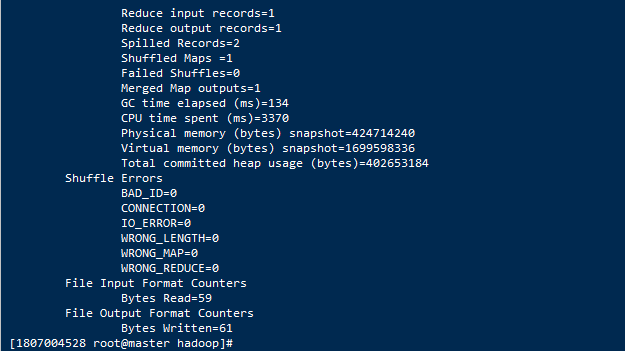 Reduce input records=1
Reduce output records=1
Spilled Records=2
Shuffled Maps =1
Failed Shuffles=0
Merged Map outputs=1
GC time elapsed (ms)=134
CPU time spent (ms)=3370
Physical memory (bytes) snapshot=424714240
Virtual memory (bytes) snapshot=1699598336
Total committed heap usage (bytes)=402653184
Shuffle Errors
BAD_ID=0
CONNECTION=0
IO_ERROR=0
WRONG_LENGTH=0
WRONG_MAP=0
WRONG_REDUCE=0
File Input Format Counters
Bytes Read=59
File Output Format Counters
Bytes Written=61
[1807004528 root@master hadoop]#